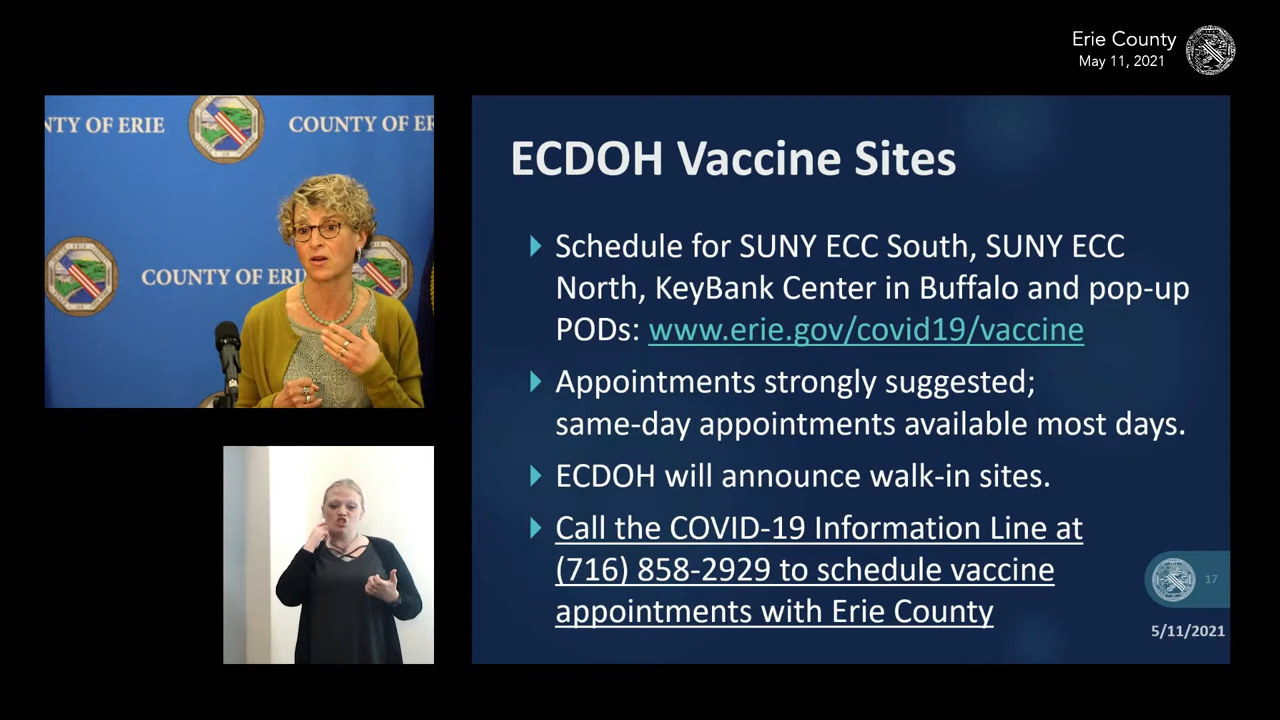 Erie County
May 11, 2021
NTY OF ERIE
COUNTY OF ER
COUNTY OF ERI
ECDOH Vaccine Sites
Schedule for SUNY ECC South, SUNY ECC
North, KeyBank Center in Buffalo and pop-up
PODs: www.erie.gov/covid19/vaccine
Appointments strongly suggested;
same-day appointments available most days.
ECDOH will announce walk-in sites.
Call the COVID-19 Information Line at
(716) 858-2929 to schedule vaccine
appointments with Erie County
17
5/11/2021